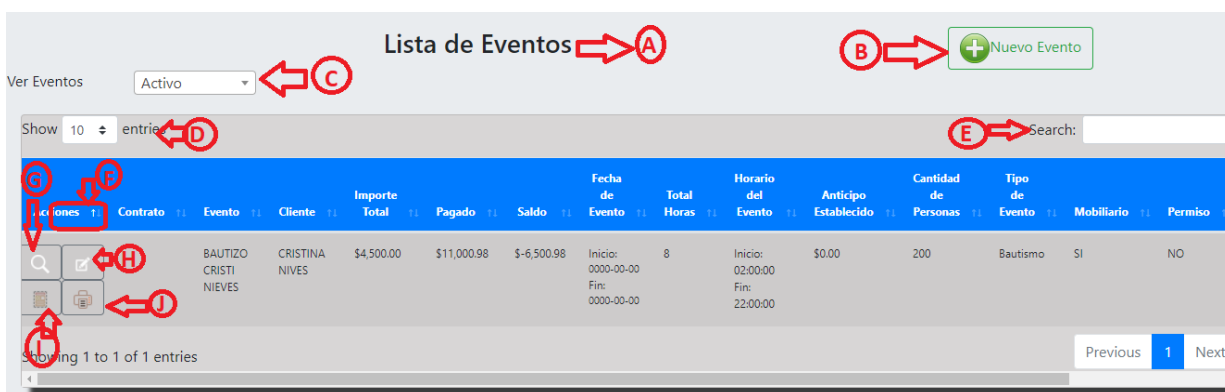 Lista de Eventos A
B Nuevo Evento
Ver Eventos Activo C
Show 10 entries D
E Search:
G F
Acciones Contrato Evento Cliente Importe Total Pagado Saldo Fecha de Evento Total Horas Horario del Evento Anticipo Establecido Cantidad de Personas Tipo de Evento Mobiliario Permiso
H BAUTIZO CRISTI NIEVES CRISTINA NIVES $4,500.00 $11,000.98 $-6,500.98 Inicio: 0000-00-00 Fin: 0000-00-00 8 Inicio: 02:00:00 Fin: 22:00:00 $0.00 200 Bautismo SI NO
J
I
Showing 1 to 1 of 1 entries
Previous 1 Next